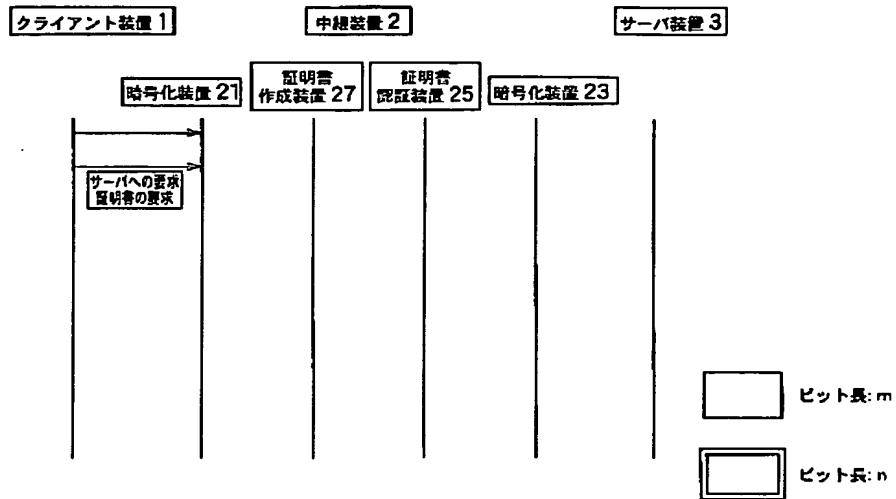 クライアント装置 1
中継装置 2
サーバ装置 3
暗号化装置 21
証明書
作成装置 27
証明書
認証装置 25
暗号化装置 23
サーバへの要求
証明書の要求
ビット長: m
ビット長: n